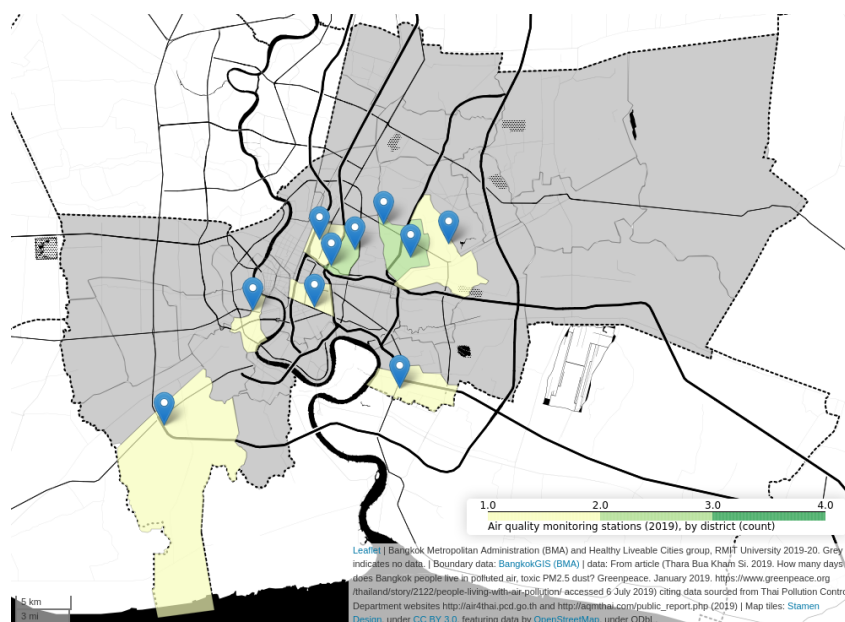 1.0 2.0 3.0 4.0
Air quality monitoring stations (2019), by district (count)
Leaflet | Bangkok Metropolitan Administration (BMA) and Healthy Liveable Cities group, RMIT University 2019-20. Grey
indicates no data. | Boundary data: BangkokGIS (BMA) | data: From article (Thara Bua Kham Si. 2019. How many days
does Bangkok people live in polluted air, toxic PM2.5 dust? Greenpeace. January 2019. https://www.greenpeace.org
/thailand/story/2122/people-living-with-air-pollution/ accessed 6 July 2019) citing data sourced from Thai Pollution Contro
Department websites http://air4thai.pcd.go.th and http://aqmthai.com/public_report.php (2019) | Map tiles: Stamen
Design, under CC BY 3.0, featuring data by OpenStreetMap, under ODbL.
5 km
3 mi